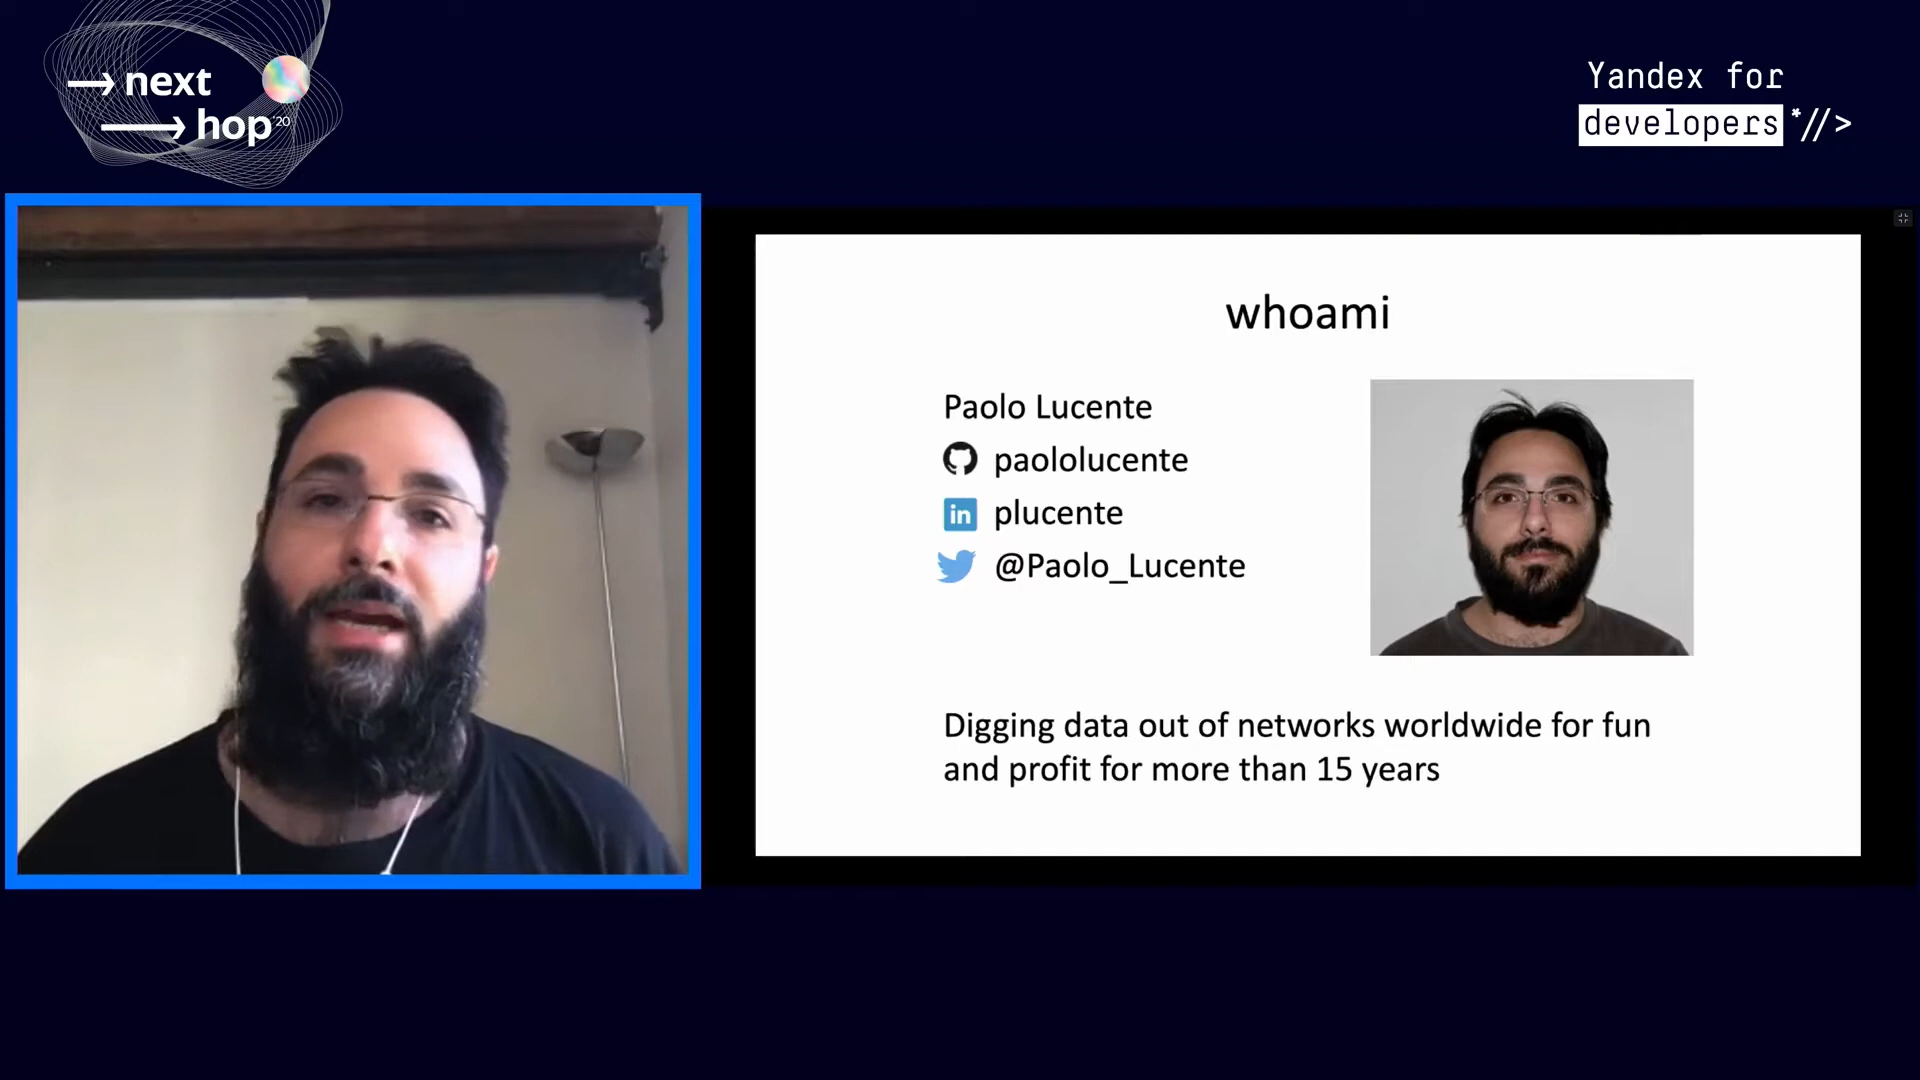 next
hop '20
Yandex for
developers *//>
whoami
Paolo Lucente
paololucente
in plucente
@Paolo_Lucente
Digging data out of networks worldwide for fun
and profit for more than 15 years